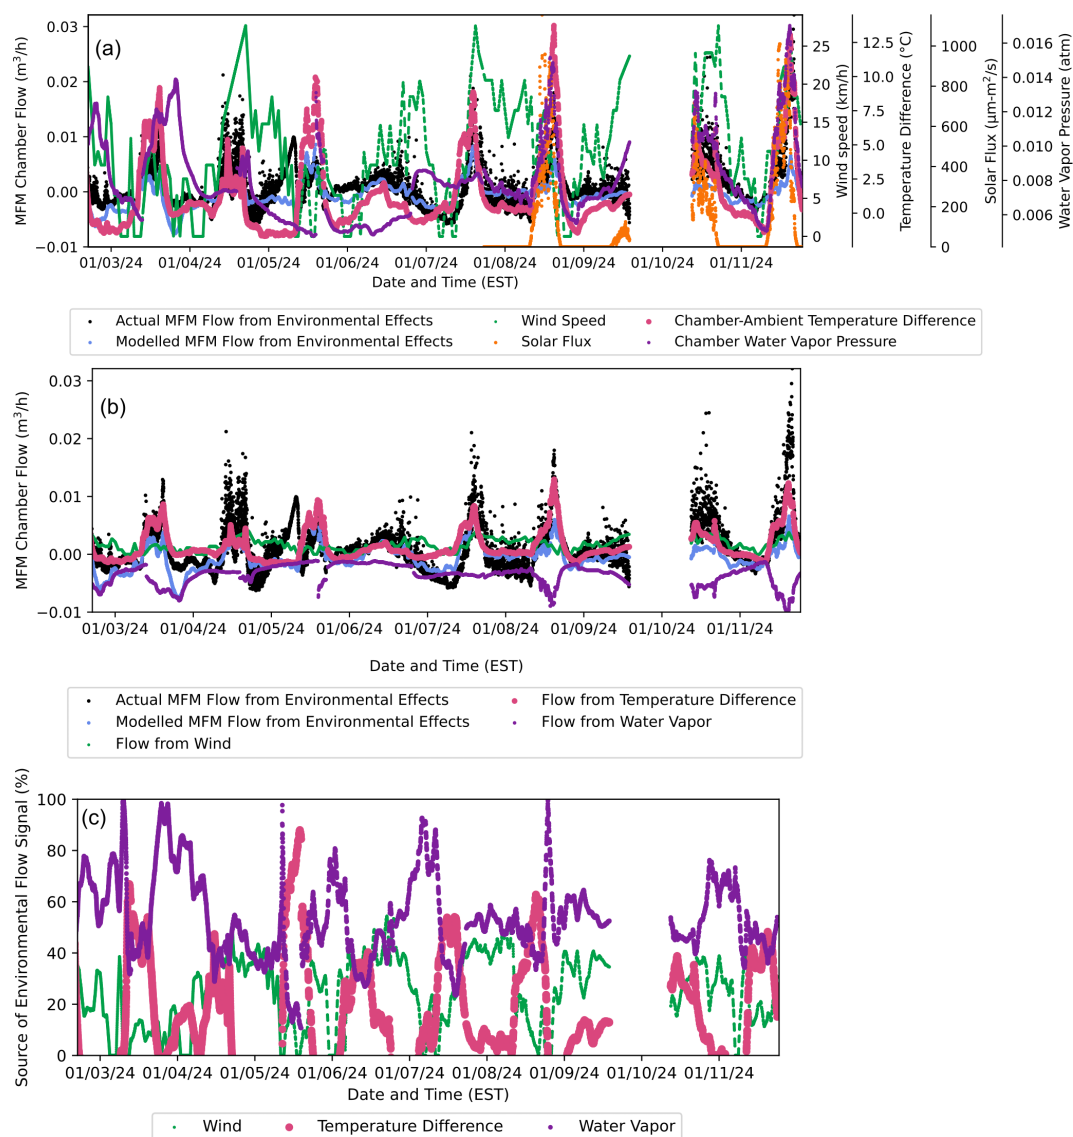 (a)
MFM Chamber Flow (m³/h)
0.03
0.02
0.01
0.00
−0.01
01/03/24 01/04/24 01/05/24 01/06/24 01/07/24 01/08/24 01/09/24 01/10/24 01/11/24
Date and Time (EST)
25
20
15
10
5
0
Wind speed (km/h)
12.5
10.0
7.5
5.0
2.5
0.0
Temperature Difference (°C)
1000
800
600
400
200
0
Solar Flux (μm-m²/s)
0.016
0.014
0.012
0.010
0.008
0.006
Water Vapor Pressure (atm)
Actual MFM Flow from Environmental Effects Wind Speed Chamber-Ambient Temperature Difference
Modelled MFM Flow from Environmental Effects Solar Flux Chamber Water Vapor Pressure
(b)
MFM Chamber Flow (m³/h)
0.03
0.02
0.01
0.00
−0.01
01/03/24 01/04/24 01/05/24 01/06/24 01/07/24 01/08/24 01/09/24 01/10/24 01/11/24
Date and Time (EST)
Actual MFM Flow from Environmental Effects Flow from Temperature Difference
Modelled MFM Flow from Environmental Effects Flow from Water Vapor
Flow from Wind
(c)
Source of Environmental Flow Signal (%)
100
80
60
40
20
0
01/03/24 01/04/24 01/05/24 01/06/24 01/07/24 01/08/24 01/09/24 01/10/24 01/11/24
Date and Time (EST)
Wind Temperature Difference Water Vapor